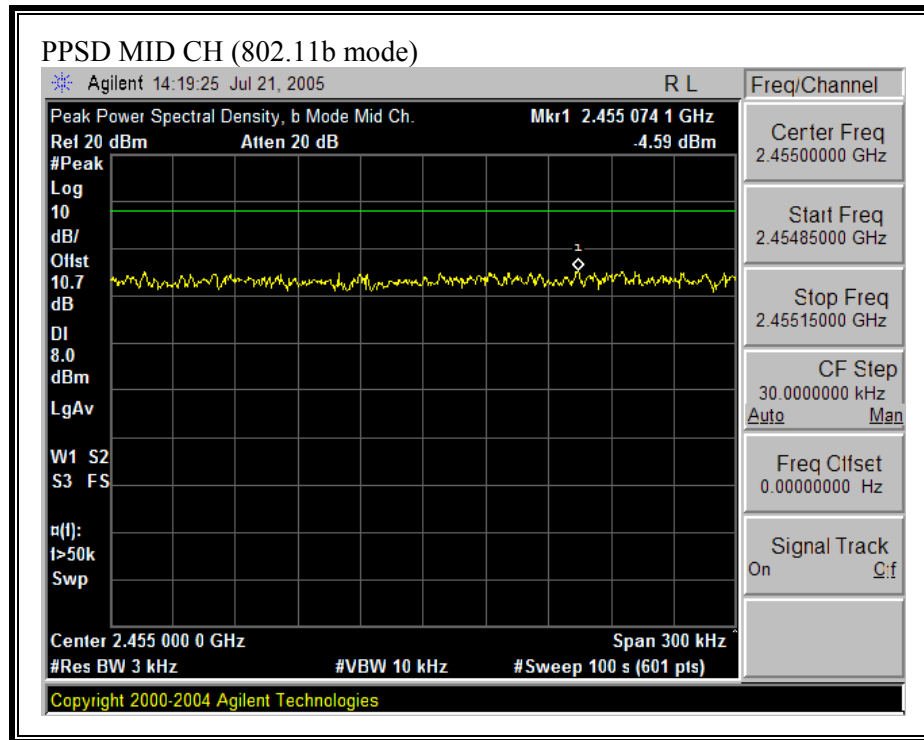 PPSD MID CH (802.11b mode)
Agilent 14:19:25 Jul 21, 2005 R L
Freq/Channel
Peak Power Spectral Density, b Mode Mid Ch. Mkr1 2.455 074 1 GHz
Ref 20 dBm Atten 20 dB -4.59 dBm
#Peak
Log
10
dB/
Offst
10.7
dB
DI
8.0
dBm
LgAv
W1 S2
S3 FS
¤(f):
f>50k
Swp
1
Center 2.455 000 0 GHz Span 300 kHz
#Res BW 3 kHz #VBW 10 kHz #Sweep 100 s (601 pts)
Copyright 2000-2004 Agilent Technologies
Center Freq
2.45500000 GHz
Start Freq
2.45485000 GHz
Stop Freq
2.45515000 GHz
CF Step
30.0000000 kHz
Auto Man
Freq Offset
0.00000000 Hz
Signal Track
On Off